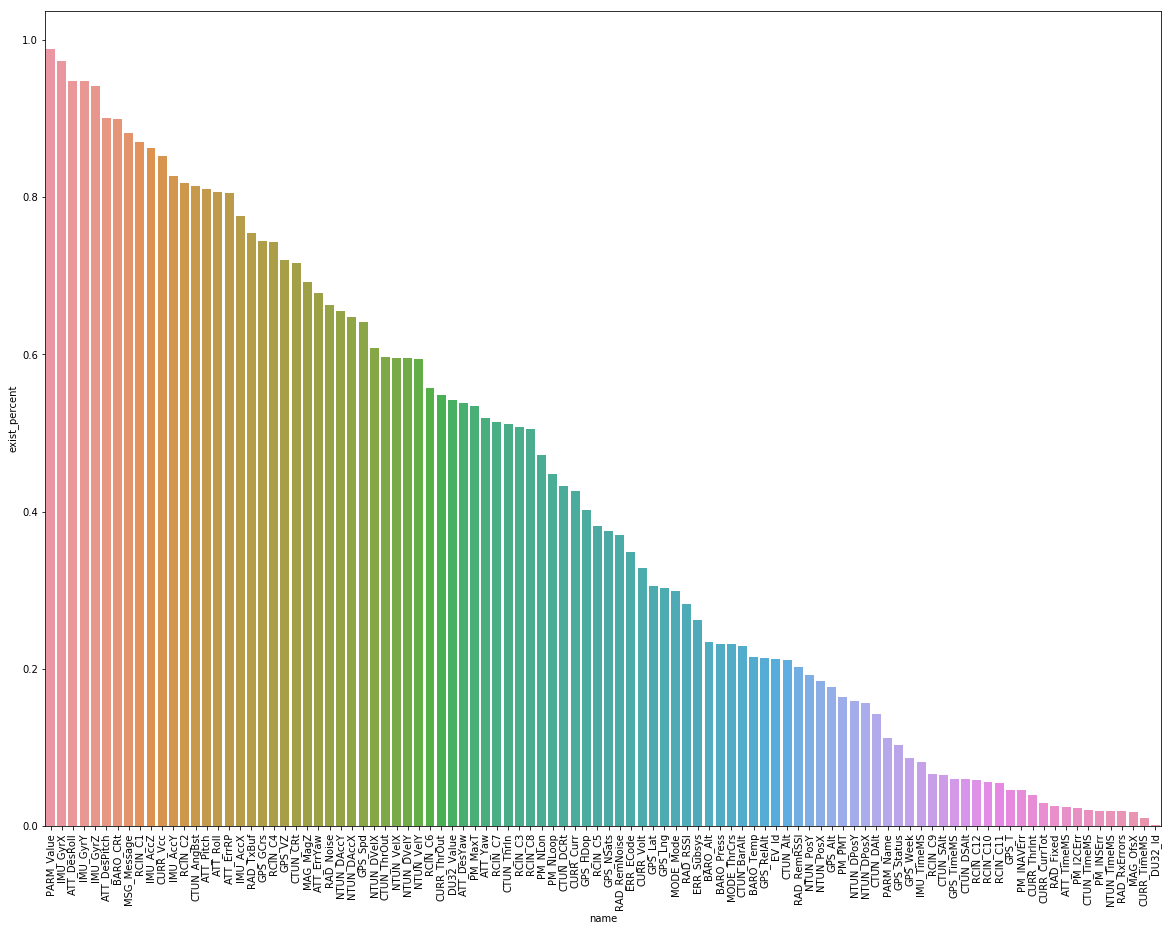 1.0
0.8
0.6
0.4
0.2
0.0
exist_percent
PARM_Value
IMU_GyrX
ATT_DesRoll
IMU_GyrY
IMU_GyrZ
ATT_DesPitch
BARO_CRt
MSG_Message
RCIN_C1
IMU_AccZ
CURR_Vcc
IMU_AccY
RCIN_C2
CTUN_AngBst
ATT_Pitch
ATT_Roll
ATT_ErrRP
IMU_AccX
RAD_TxBuf
GPS_GCrs
RCIN_C4
GPS_VZ
CTUN_CRt
MAG_MagZ
ATT_ErrYaw
RAD_Noise
NTUN_DAccY
NTUN_DAccX
GPS_Spd
NTUN_DVelX
CTUN_ThrOut
NTUN_VelX
NTUN_DVelY
NTUN_VelY
RCIN_C6
CURR_ThrOut
DU32_Value
ATT_DesYaw
PM_MaxT
ATT_Yaw
RCIN_C7
CTUN_ThrIn
RCIN_C3
RCIN_C8
PM_NLon
PM_NLoop
CTUN_DCRt
CURR_Curr
GPS_HDop
RCIN_C5
GPS_NSats
RAD_RemNoise
ERR_ECode
CURR_Volt
GPS_Lat
GPS_Lng
MODE_Mode
RAD_RSSI
ERR_Subsys
BARO_Alt
BARO_Press
MODE_ThrCrs
CTUN_BarAlt
BARO_Temp
GPS_RelAlt
EV_Id
CTUN_Alt
RAD_RemRSSI
NTUN_PosY
NTUN_PosX
GPS_Alt
PM_PMT
NTUN_DPosY
NTUN_DPosX
CTUN_DAlt
PARM_Name
GPS_Status
GPS_Week
IMU_TimeMS
RCIN_C9
CTUN_SAlt
GPS_TimeMS
CTUN_DSAlt
RCIN_C12
RCIN_C10
RCIN_C11
GPS_T
PM_INAVErr
CURR_ThrInt
CURR_CurrTot
RAD_Fixed
ATT_TimeMS
PM_I2CErr
CTUN_TimeMS
PM_INSErr
NTUN_TimeMS
RAD_RxErrors
MAG_OfsX
CURR_TimeMS
DU32_Id
name